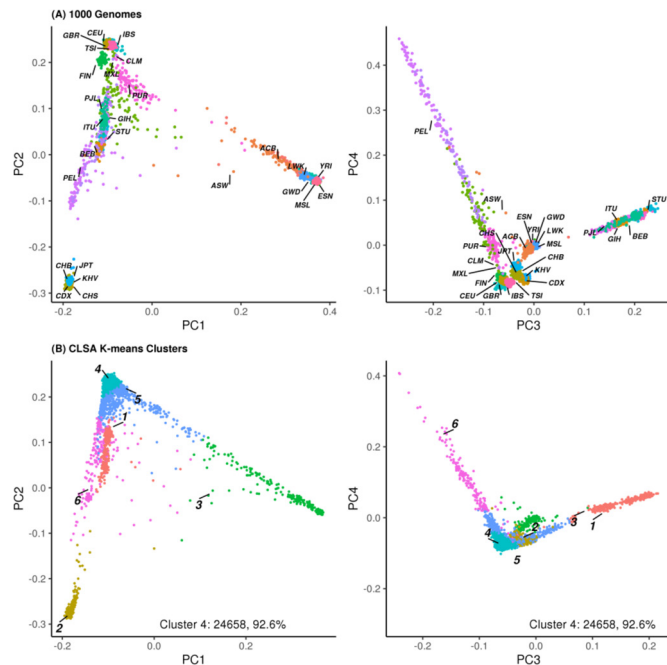 (A) 1000 Genomes
CEU
GBR
IBS
TSI
CLM
FIN
MXL
PUR
PJL
GIH
ITU
STU
BEB
PEL
ACB
LWK
YRI
ASW
GWD
MSL
ESN
CHB
JPT
KHV
CDX
CHS
0.2
0.1
0.0
-0.1
-0.2
-0.3
PC2
-0.2
0.0
0.2
0.4
PC1
PEL
ASW
ESN
GWD
CHS
YRI
ACB
LWK
PUR
JPT
MSL
CLM
CHB
MXL
KHV
FIN
CDX
CEU
GBR
IBS
TSI
STU
ITU
PJL
GIH
BEB
0.4
0.2
0.0
-0.1
PC4
-0.2
-0.1
0.0
0.1
0.2
PC3
(B) CLSA K-means Clusters
4
5
1
6
3
2
Cluster 4: 24658, 92.6%
0.2
0.1
0.0
-0.1
-0.2
-0.3
PC2
-0.2
0.0
0.2
0.4
PC1
6
4
2
3
1
5
Cluster 4: 24658, 92.6%
0.4
0.2
0.0
-0.2
PC4
-0.2
-0.1
0.0
0.1
0.2
PC3